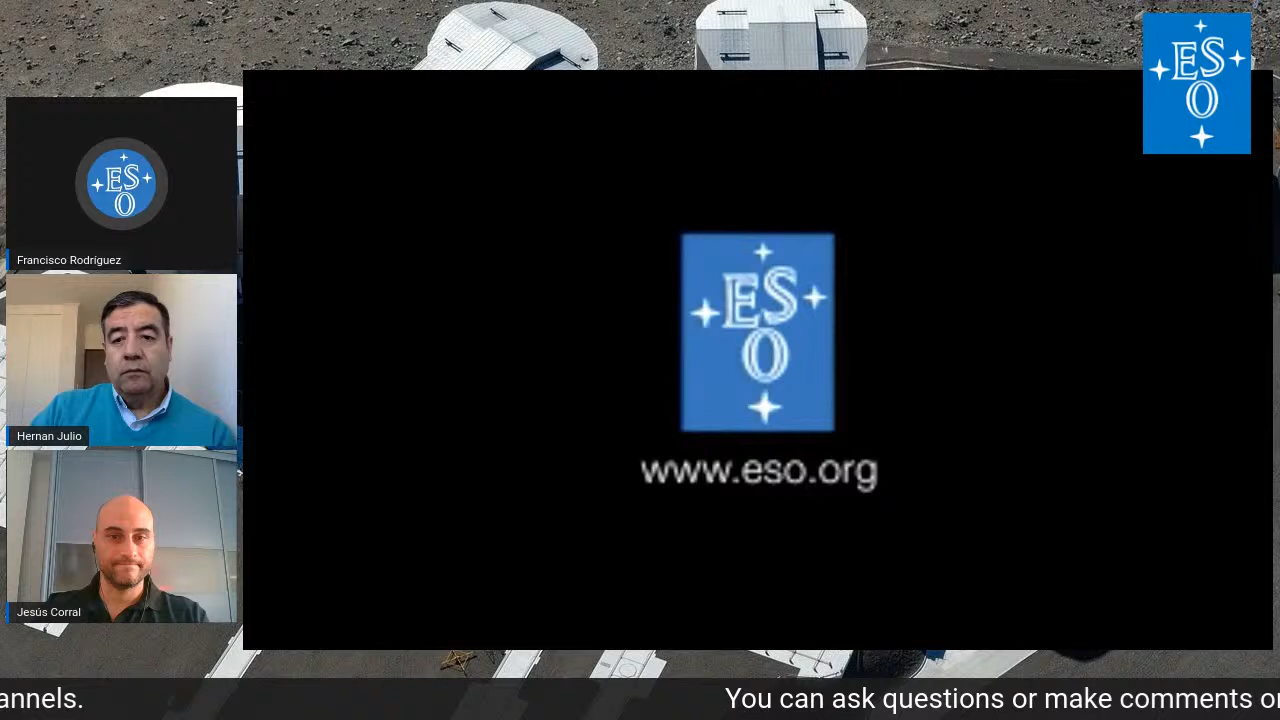 ESO
ESO
Francisco Rodríguez
ESO
www.eso.org
Hernan Julio
Jesús Corral
annels.
You can ask questions or make comments o